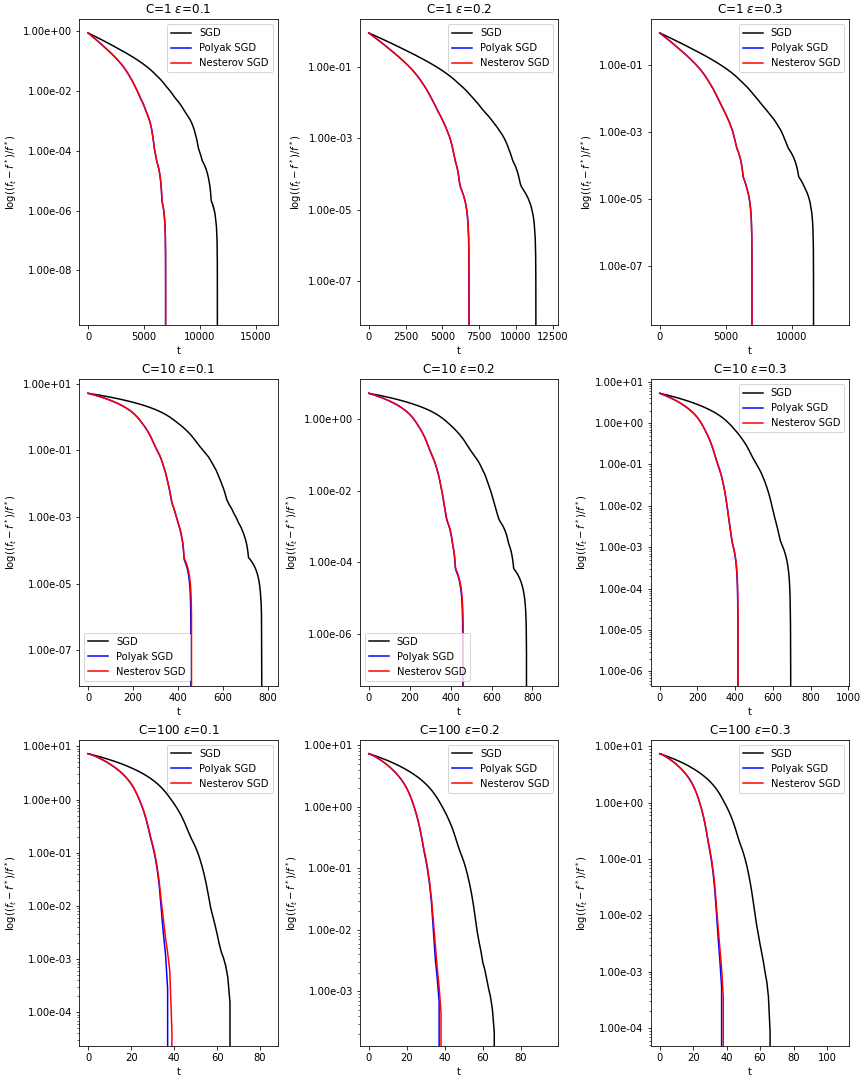 C=1 ε=0.1
1.00e+00
1.00e-02
1.00e-04
1.00e-06
1.00e-08
log((f_t − f*)/f*)
SGD
Polyak SGD
Nesterov SGD
0 5000 10000 15000
t
C=1 ε=0.2
1.00e-01
1.00e-03
1.00e-05
1.00e-07
log((f_t − f*)/f*)
SGD
Polyak SGD
Nesterov SGD
0 2500 5000 7500 10000 12500
t
C=1 ε=0.3
1.00e-01
1.00e-03
1.00e-05
1.00e-07
log((f_t − f*)/f*)
SGD
Polyak SGD
Nesterov SGD
0 5000 10000
t
C=10 ε=0.1
1.00e+01
1.00e-01
1.00e-03
1.00e-05
1.00e-07
log((f_t − f*)/f*)
SGD
Polyak SGD
Nesterov SGD
0 200 400 600 800
t
C=10 ε=0.2
1.00e+00
1.00e-02
1.00e-04
1.00e-06
log((f_t − f*)/f*)
SGD
Polyak SGD
Nesterov SGD
0 200 400 600 800
t
C=10 ε=0.3
1.00e+01
1.00e+00
1.00e-01
1.00e-02
1.00e-03
1.00e-04
1.00e-05
1.00e-06
log((f_t − f*)/f*)
SGD
Polyak SGD
Nesterov SGD
0 200 400 600 800 1000
t
C=100 ε=0.1
1.00e+01
1.00e+00
1.00e-01
1.00e-02
1.00e-03
1.00e-04
log((f_t − f*)/f*)
SGD
Polyak SGD
Nesterov SGD
0 20 40 60 80
t
C=100 ε=0.2
1.00e+01
1.00e+00
1.00e-01
1.00e-02
1.00e-03
log((f_t − f*)/f*)
SGD
Polyak SGD
Nesterov SGD
0 20 40 60 80
t
C=100 ε=0.3
1.00e+01
1.00e+00
1.00e-01
1.00e-02
1.00e-03
1.00e-04
log((f_t − f*)/f*)
SGD
Polyak SGD
Nesterov SGD
0 20 40 60 80 100
t